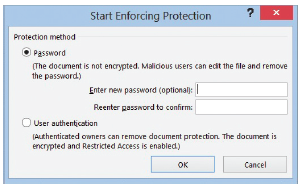 Start Enforcing Protection
?
×
Protection method
Password
(The document is not encrypted. Malicious users can edit the file and remove
the password.)
Enter new password (optional):
Reenter password to confirm:
User authentication
(Authenticated owners can remove document protection. The document is
encrypted and Restricted Access is enabled.)
OK Cancel